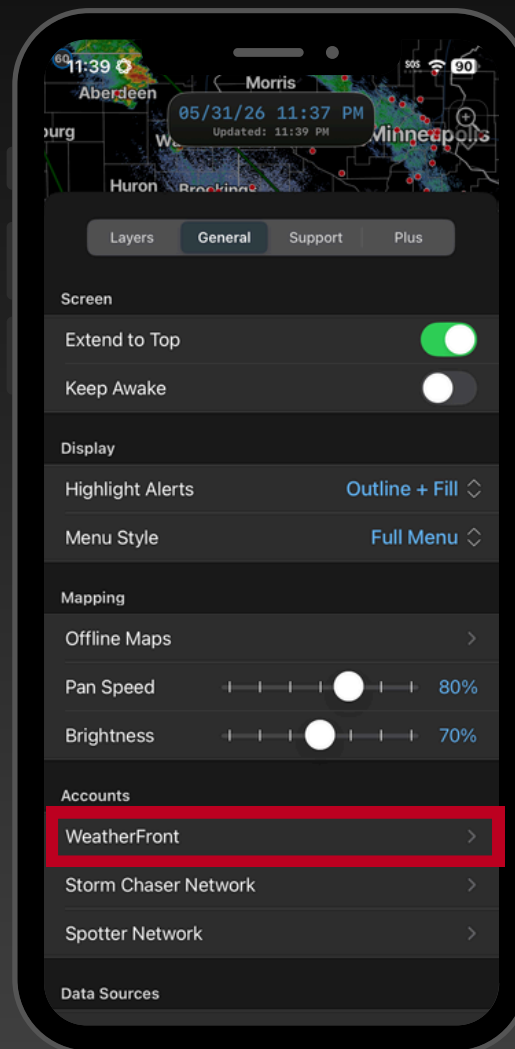 60
11:39
SOS
90
Morris
Aberdeen
05/31/26 11:37 PM
Updated: 11:39 PM
Minneapolis
Huron
Brookings
Layers General Support Plus
Screen
Extend to Top
Keep Awake
Display
Highlight Alerts Outline + Fill
Menu Style Full Menu
Mapping
Offline Maps
Pan Speed 80%
Brightness 70%
Accounts
WeatherFront
Storm Chaser Network
Spotter Network
Data Sources